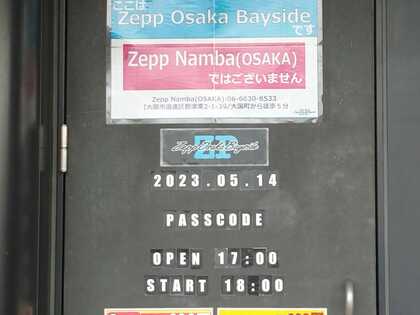 ここは
Zepp Osaka Bayside
です
Zepp Namba(OSAKA)
ではございません
Zepp Namba(OSAKA):06-6630-8533
ZP
Zepp Osaka Bayside
2023.05.14
PASSCODE
OPEN 17:00
START 18:00